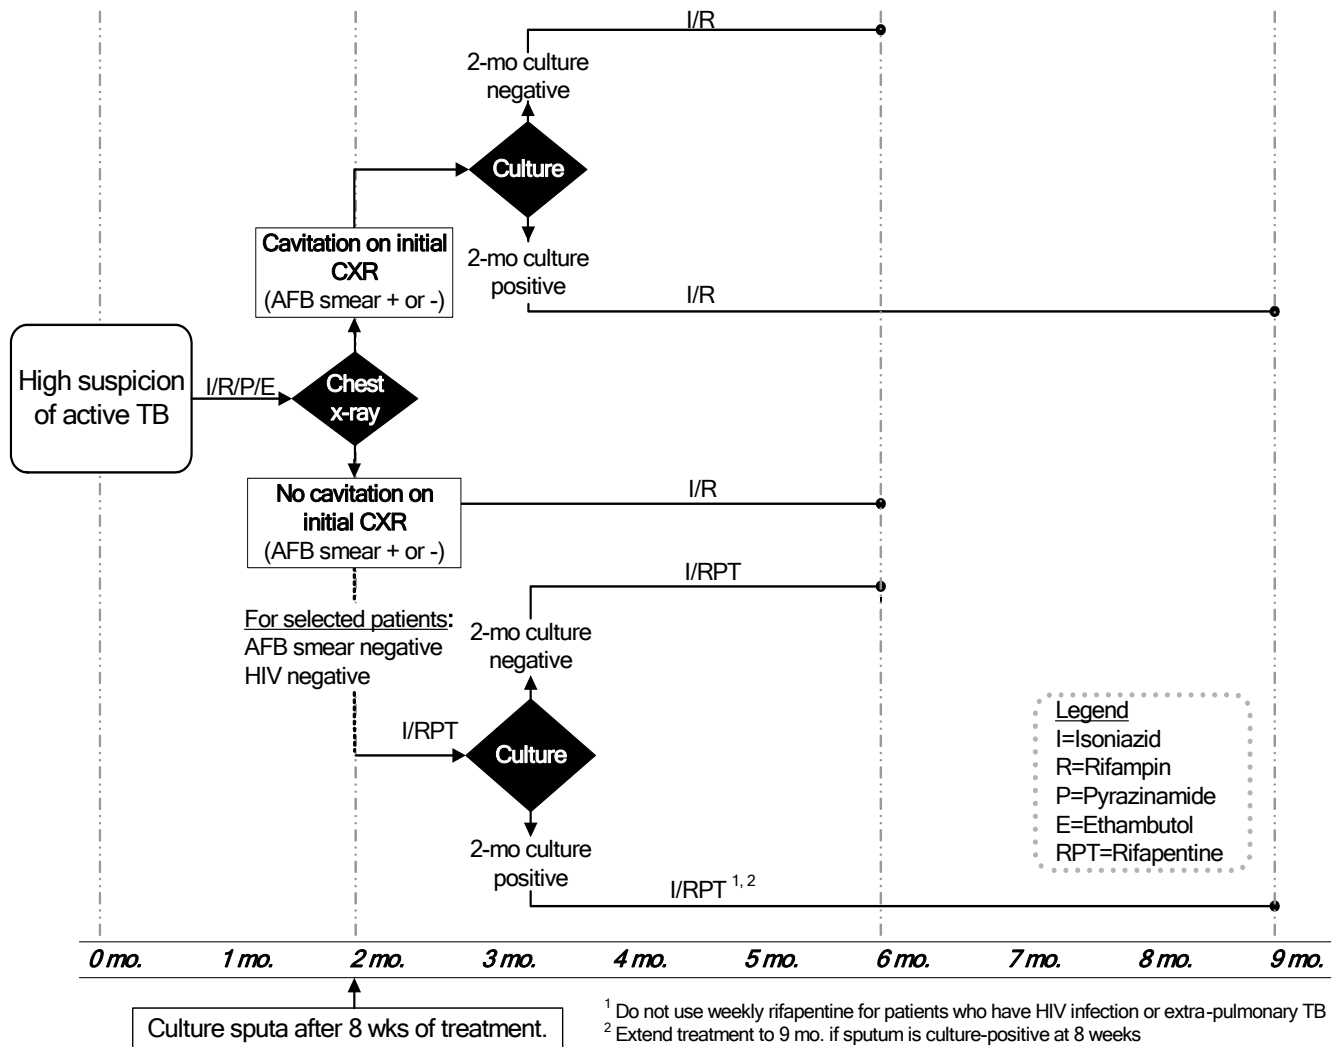 I/R
2-mo culture
negative
Culture
Cavitation on initial
CXR
(AFB smear + or -)
2-mo culture
positive
I/R
High suspicion
of active TB
I/R/P/E
Chest
x-ray
No cavitation on
initial CXR
(AFB smear + or -)
I/R
I/RPT
For selected patients:
AFB smear negative
HIV negative
2-mo culture
negative
I/RPT
Culture
2-mo culture
positive
I/RPT 1, 2
Legend
I=Isoniazid
R=Rifampin
P=Pyrazinamide
E=Ethambutol
RPT=Rifapentine
0 mo. 1 mo. 2 mo. 3 mo. 4 mo. 5 mo. 6 mo. 7 mo. 8 mo. 9 mo.
Culture sputa after 8 wks of treatment.
1 Do not use weekly rifapentine for patients who have HIV infection or extra-pulmonary TB
2 Extend treatment to 9 mo. if sputum is culture-positive at 8 weeks